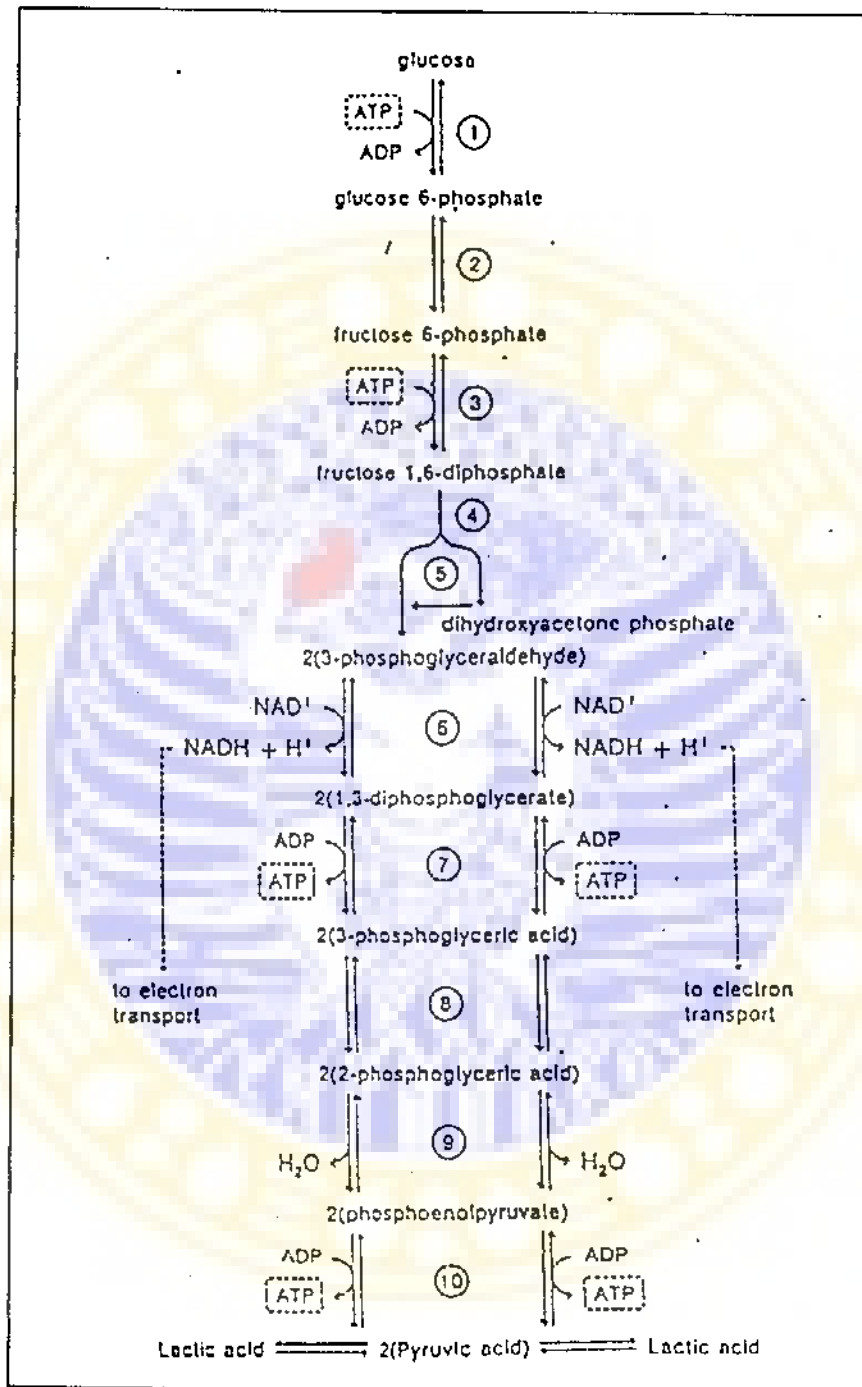 glucose
ATP
ADP
1
glucose 6-phosphate
2
fructose 6-phosphate
ATP
ADP
3
fructose 1,6-diphosphate
4
5
dihydroxyacetone phosphate
2(3-phosphoglyceraldehyde)
NAD⁺ 6 NAD⁺
NADH + H⁺ NADH + H⁺
2(1,3-diphosphoglycerate)
ADP 7 ADP
ATP ATP
2(3-phosphoglyceric acid)
to electron transport 8 to electron transport
2(2-phosphoglyceric acid)
9
H₂O H₂O
2(phosphoenolpyruvate)
ADP 10 ADP
ATP ATP
Lactic acid 2(Pyruvic acid) Lactic acid